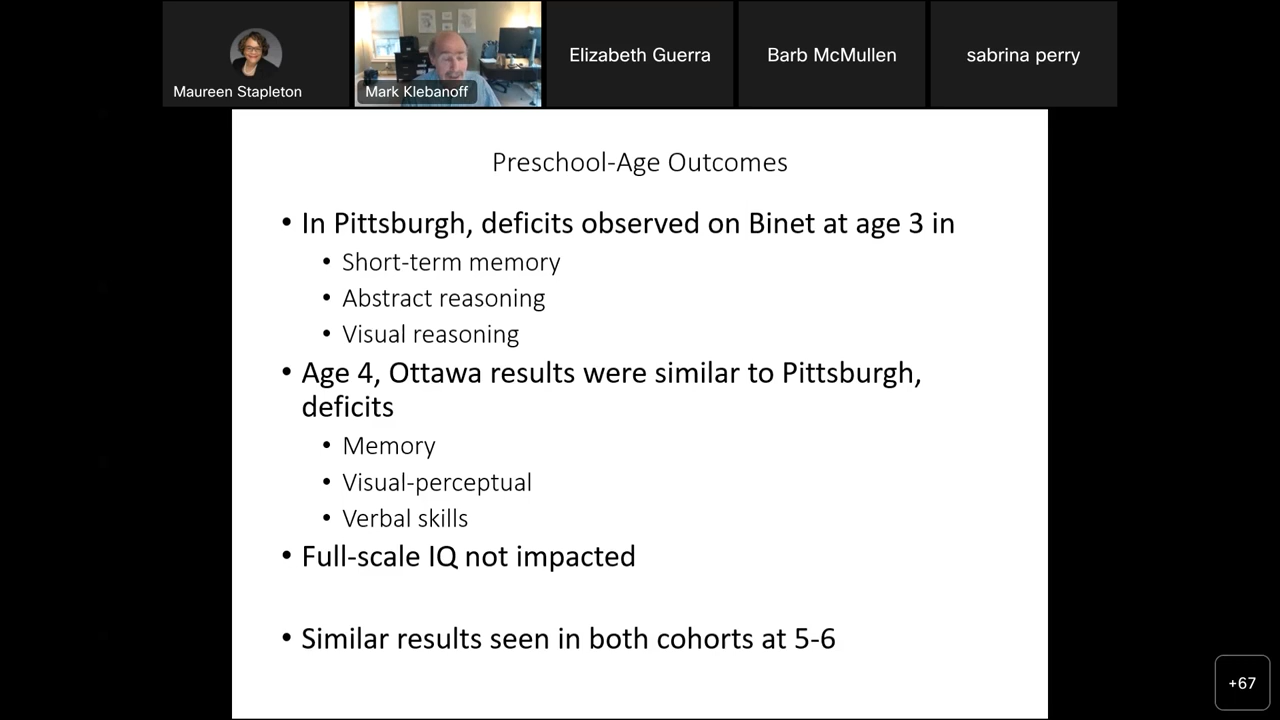 Maureen Stapleton
Mark Klebanoff
Elizabeth Guerra
Barb McMullen
sabrina perry
Preschool-Age Outcomes
• In Pittsburgh, deficits observed on Binet at age 3 in
• Short-term memory
• Abstract reasoning
• Visual reasoning
• Age 4, Ottawa results were similar to Pittsburgh,
deficits
• Memory
• Visual-perceptual
• Verbal skills
• Full-scale IQ not impacted
• Similar results seen in both cohorts at 5-6
+67